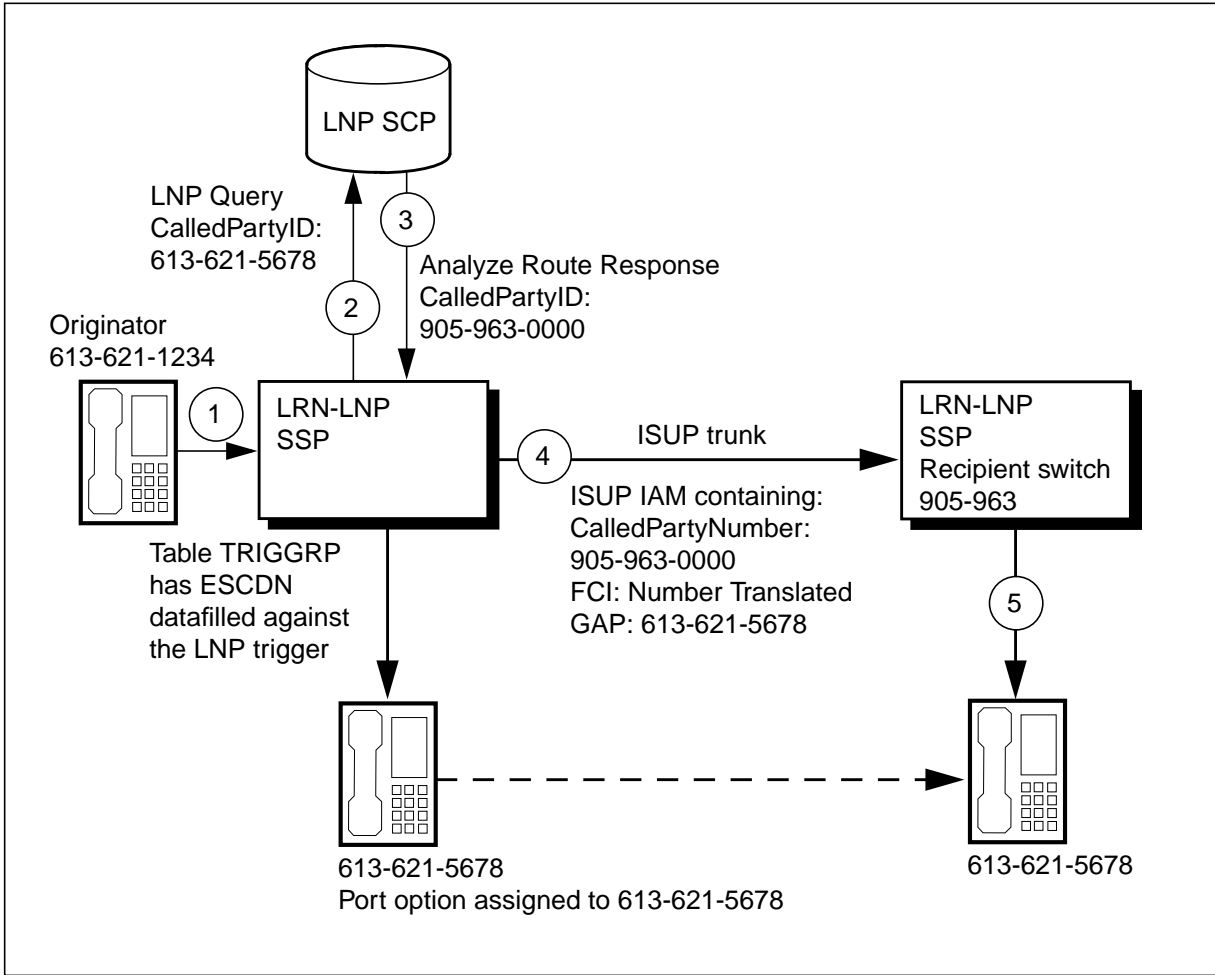 LNP SCP
LNP Query
CalledPartyID:
613-621-5678
2
3
Analyze Route Response
CalledPartyID:
905-963-0000
Originator
613-621-1234
1
LRN-LNP
SSP
4
ISUP trunk
ISUP IAM containing:
CalledPartyNumber:
905-963-0000
FCI: Number Translated
GAP: 613-621-5678
LRN-LNP
SSP
Recipient switch
905-963
5
Table TRIGGRP
has ESCDN
datafilled against
the LNP trigger
613-621-5678
Port option assigned to 613-621-5678
613-621-5678